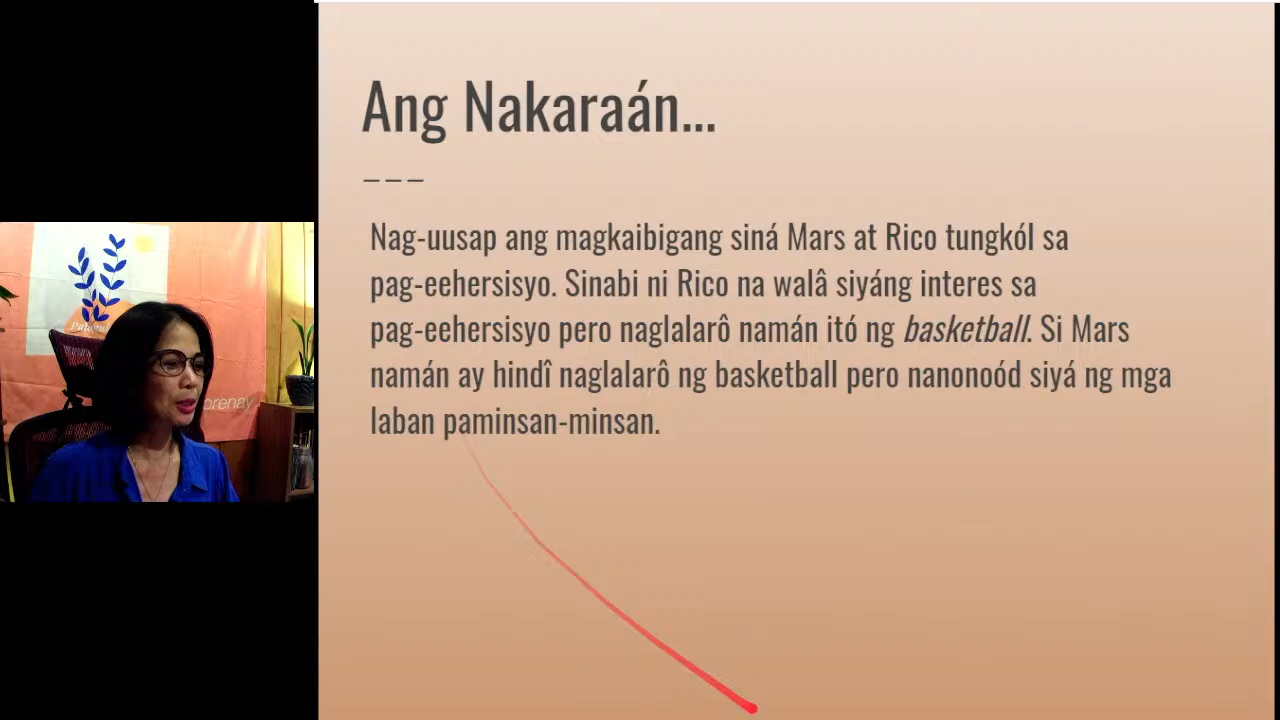 Ang Nakaraán...
---
Nag-uusap ang magkaibigang siná Mars at Rico tungkól sa
pag-eehersisyo. Sinabi ni Rico na walâ siyáng interes sa
pag-eehersisyo pero naglalarô namán itó ng basketball. Si Mars
namán ay hindî naglalarô ng basketball pero nanonoód siyá ng mga
laban paminsan-minsan.